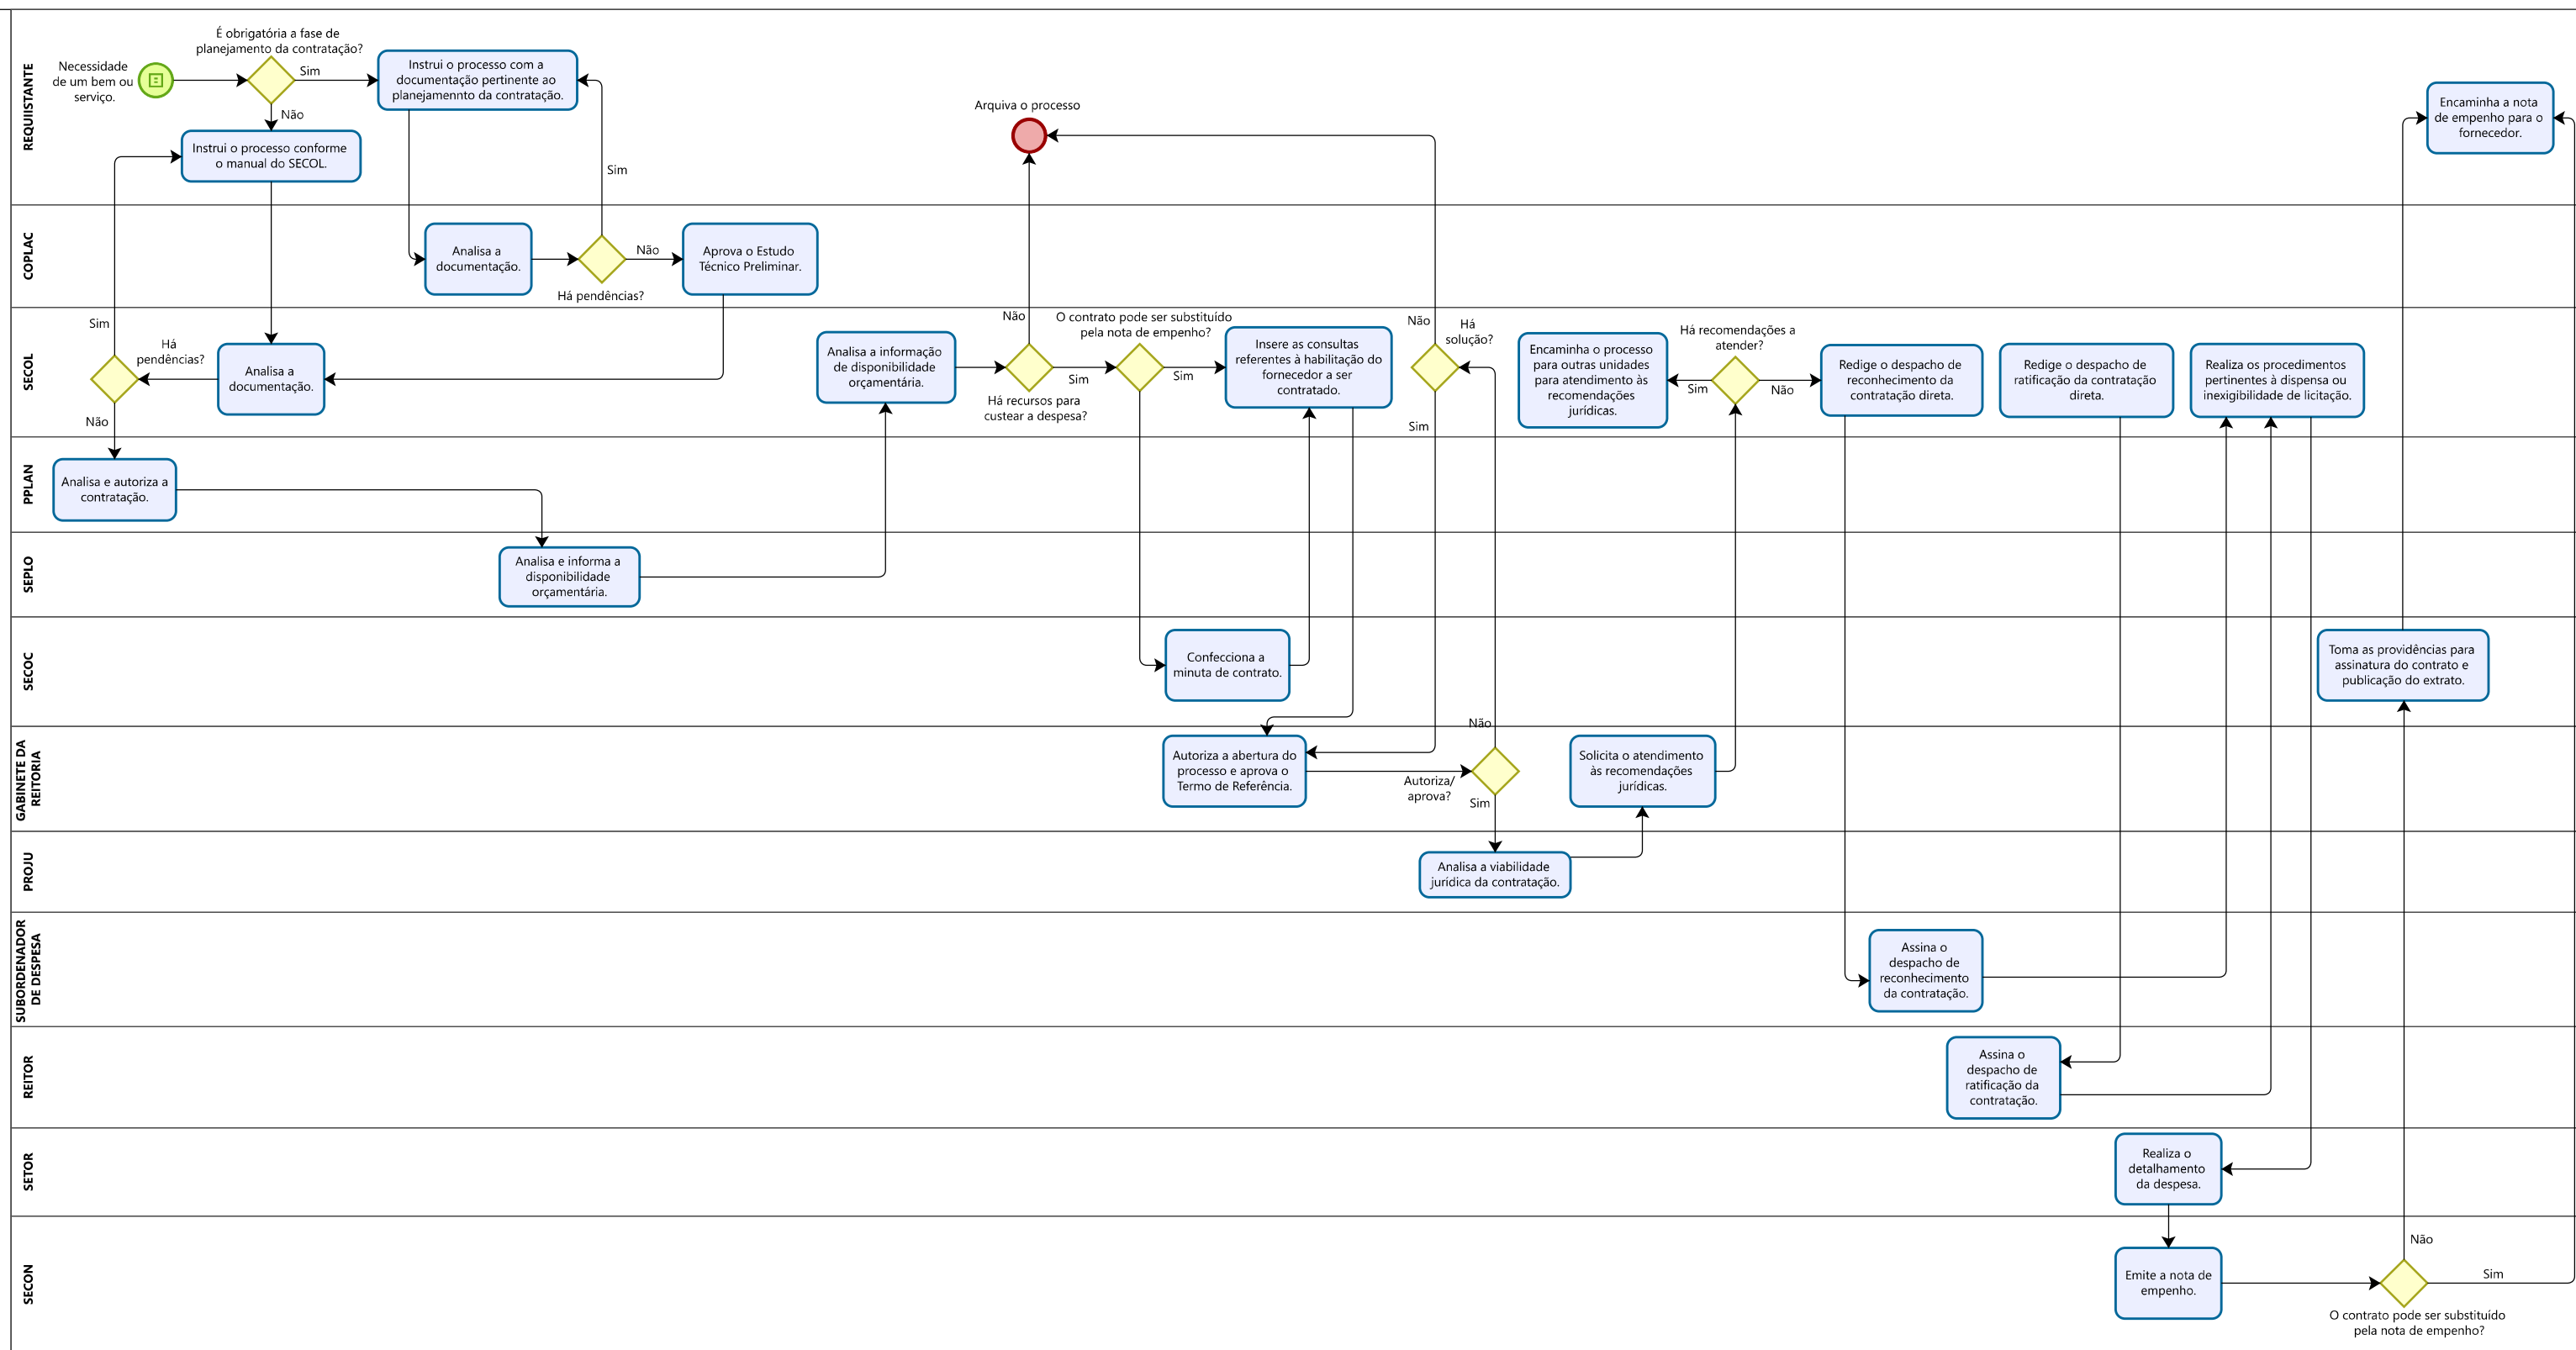 REQUISTANTE
Necessidade
de um bem ou
serviço.
É obrigatória a fase de
planejamento da contratação?
Sim
Não
Instrui o processo com a
documentação pertinente ao
planejamennto da contratação.
Instrui o processo conforme
o manual do SECOL.
Sim
Arquiva o processo
Encaminha a nota
de empenho para o
fornecedor.
COPLAC
Analisa a
documentação.
Há pendências?
Não
Aprova o Estudo
Técnico Preliminar.
SECOL
Sim
Há
pendências?
Não
Analisa a
documentação.
Analisa a informação
de disponibilidade
orçamentária.
Não
Há recursos para
custear a despesa?
Sim
O contrato pode ser substituído
pela nota de empenho?
Sim
Insere as consultas
referentes à habilitação do
fornecedor a ser
contratado.
Não
Há
solução?
Sim
Encaminha o processo
para outras unidades
para atendimento às
recomendações
jurídicas.
Há recomendações a
atender?
Sim
Não
Redige o despacho de
reconhecimento da
contratação direta.
Redige o despacho de
ratificação da contratação
direta.
Realiza os procedimentos
pertinentes à dispensa ou
inexigibilidade de licitação.
PPLAN
Analisa e autoriza a
contratação.
SEPLO
Analisa e informa a
disponibilidade
orçamentária.
SECOC
Confecciona a
minuta de contrato.
Toma as providências para
assinatura do contrato e
publicação do extrato.
GABINETE DA
REITORIA
Autoriza a abertura do
processo e aprova o
Termo de Referência.
Autoriza/
aprova?
Não
Sim
Solicita o atendimento
às recomendações
jurídicas.
PROJU
Analisa a viabilidade
jurídica da contratação.
SUBORDENADOR
DE DESPESA
Assina o
despacho de
reconhecimento
da contratação.
REITOR
Assina o
despacho de
ratificação da
contratação.
SETOR
Realiza o
detalhamento
da despesa.
SECON
Emite a nota de
empenho.
Não
Sim
O contrato pode ser substituído
pela nota de empenho?